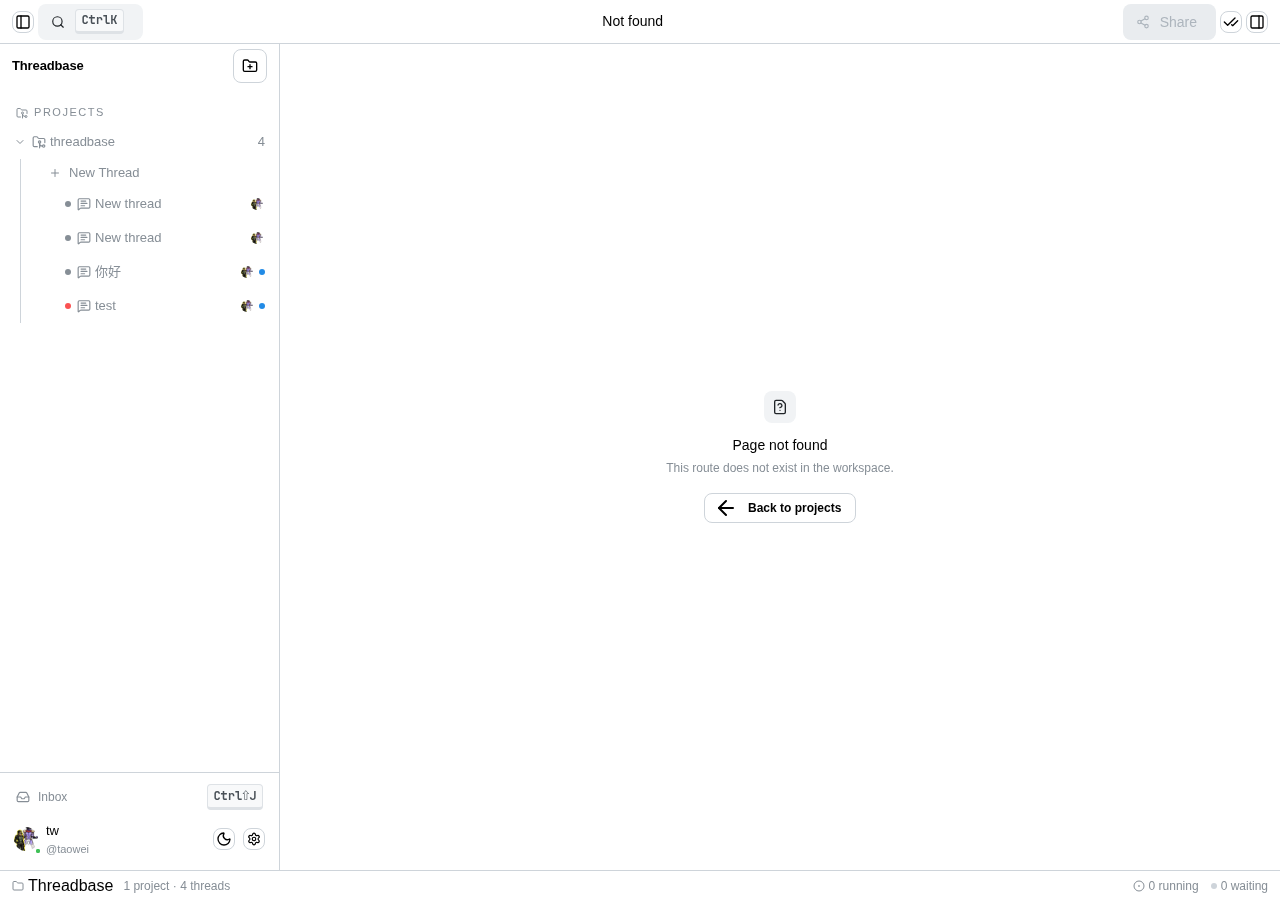 CtrlK
Not found
Share
Threadbase
PROJECTS
threadbase 4
New Thread
New thread
New thread
你好
test
Page not found
This route does not exist in the workspace.
Back to projects
Inbox Ctrl⇧J
tw
@taowei
Threadbase 1 project · 4 threads
0 running 0 waiting